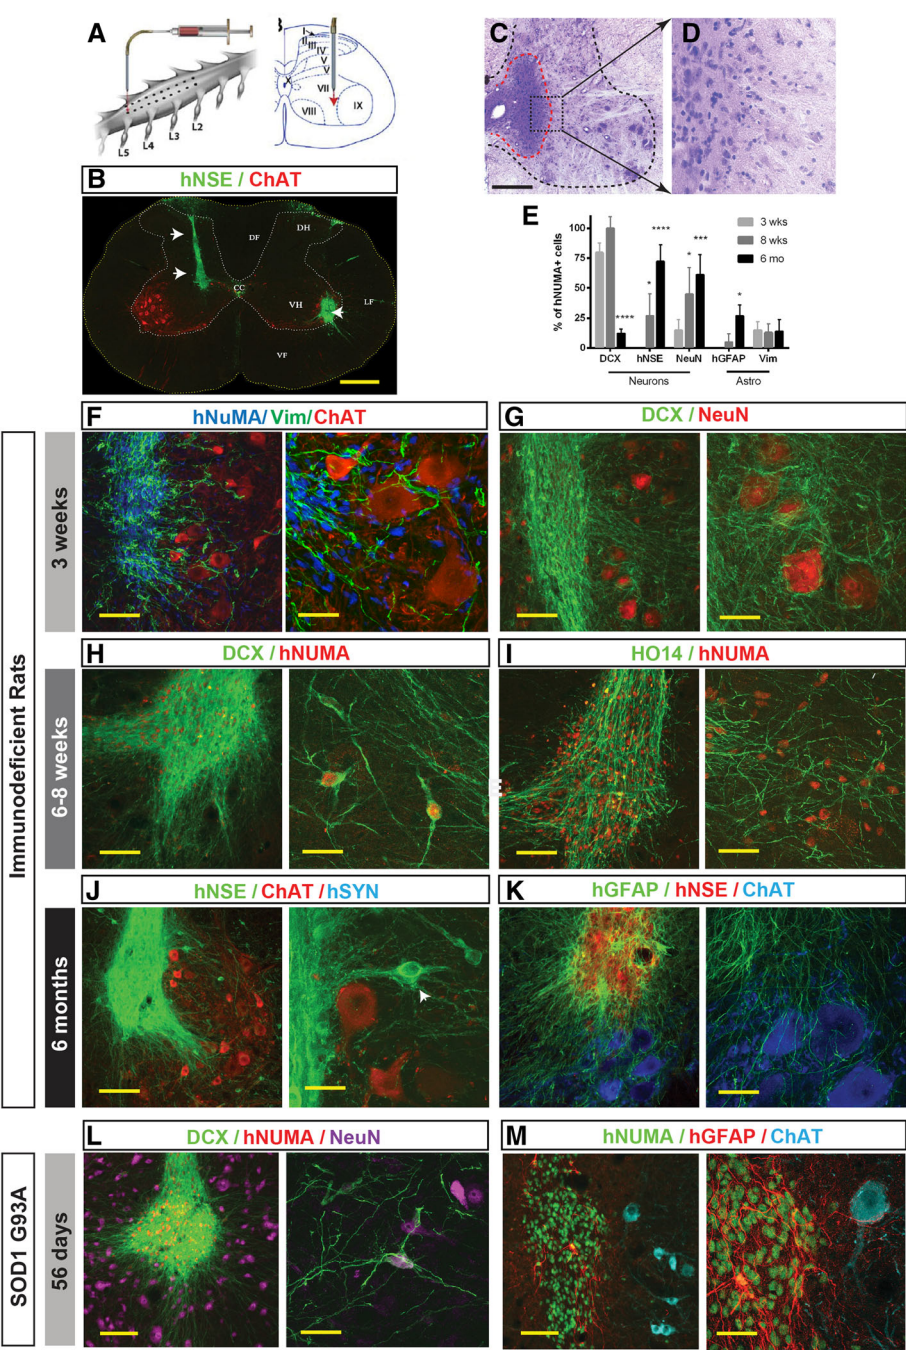 A
L5
L4
L3
L2
I
II
III
IV
V
V
X
VII
VIII
IX
B
hNSE / ChAT
DF
DH
CC
VH
LF
VF
C
D
E
% of hNUMA+ cells
100
75
50
25
0
3 wks
8 wks
6 mo
****
*
****
*
***
*
DCX
hNSE
NeuN
hGFAP
Vim
Neurons
Astro
Immunodeficient Rats
3 weeks
F
hNuMA/ Vim/ChAT
G
DCX / NeuN
6-8 weeks
H
DCX / hNUMA
I
HO14 / hNUMA
6 months
J
hNSE / ChAT /hSYN
K
hGFAP / hNSE / ChAT
SOD1 G93A
56 days
L
DCX / hNUMA / NeuN
M
hNUMA / hGFAP / ChAT